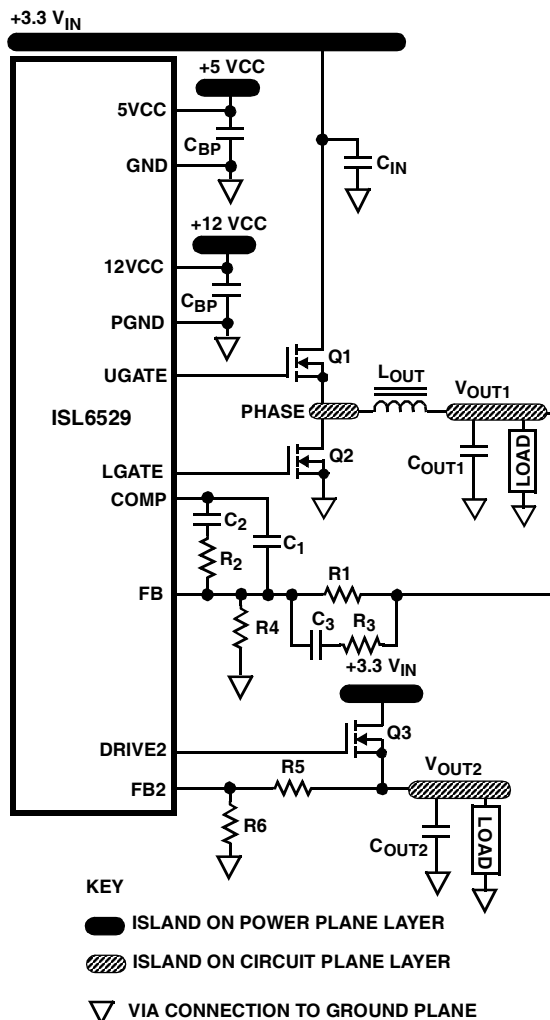 +3.3 VIN
+5 VCC
5VCC
CBP
GND
CIN
+12 VCC
12VCC
CBP
PGND
Q1
UGATE
LOUT
VOUT1
PHASE
ISL6529
Q2
COUT1
LOAD
LGATE
COMP
C2
C1
R2
FB
R1
R4
C3
R3
+3.3 VIN
Q3
DRIVE2
R5
VOUT2
FB2
R6
COUT2
LOAD
KEY
ISLAND ON POWER PLANE LAYER
ISLAND ON CIRCUIT PLANE LAYER
VIA CONNECTION TO GROUND PLANE